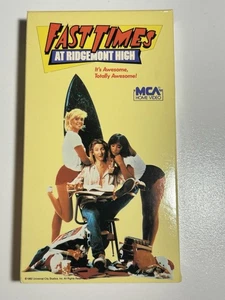 FAST TIMES
AT RIDGEMONT HIGH
It's Awesome,
Totally Awesome!
MCA
HOME VIDEO